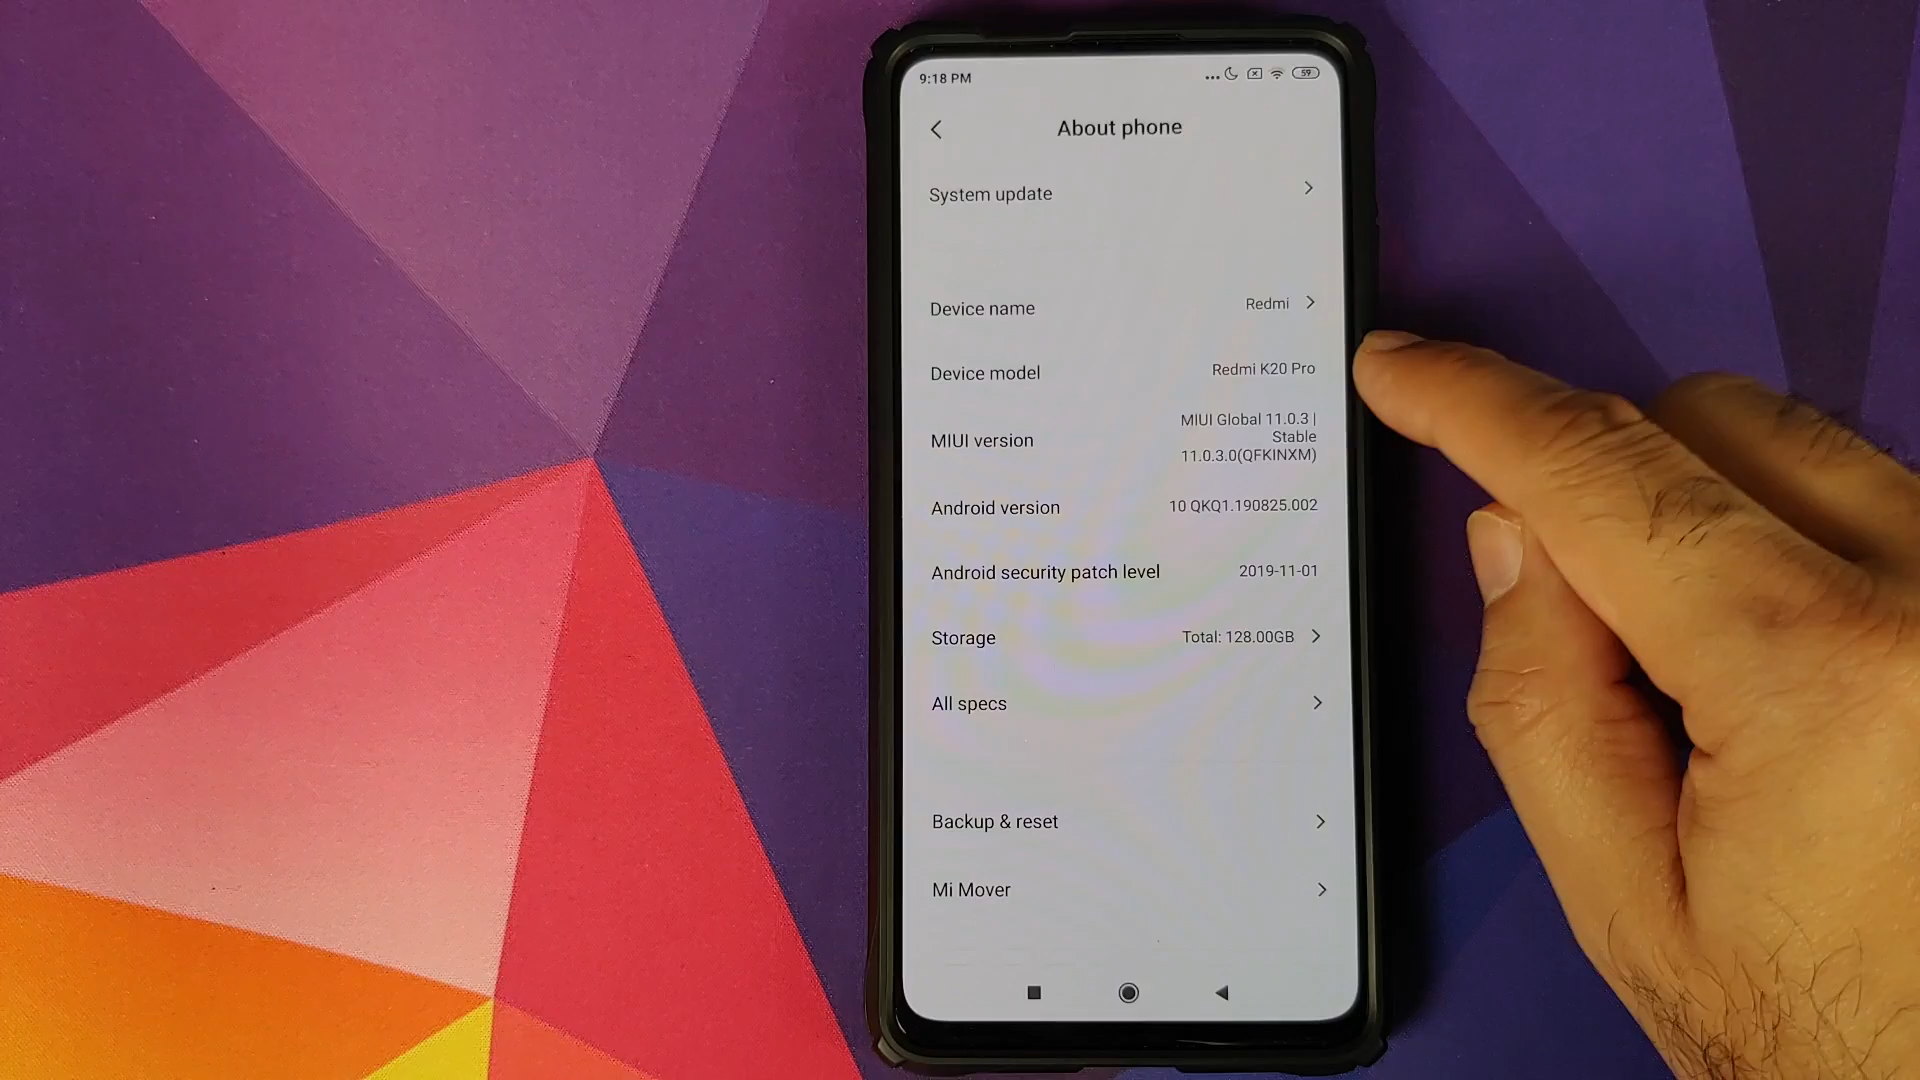 9:18 PM
59
About phone
System update
Device name Redmi
Device model Redmi K20 Pro
MIUI version MIUI Global 11.0.3 |
Stable
11.0.3.0(QFKINXM)
Android version 10 QKQ1.190825.002
Android security patch level 2019-11-01
Storage Total: 128.00GB
All specs
Backup & reset
Mi Mover